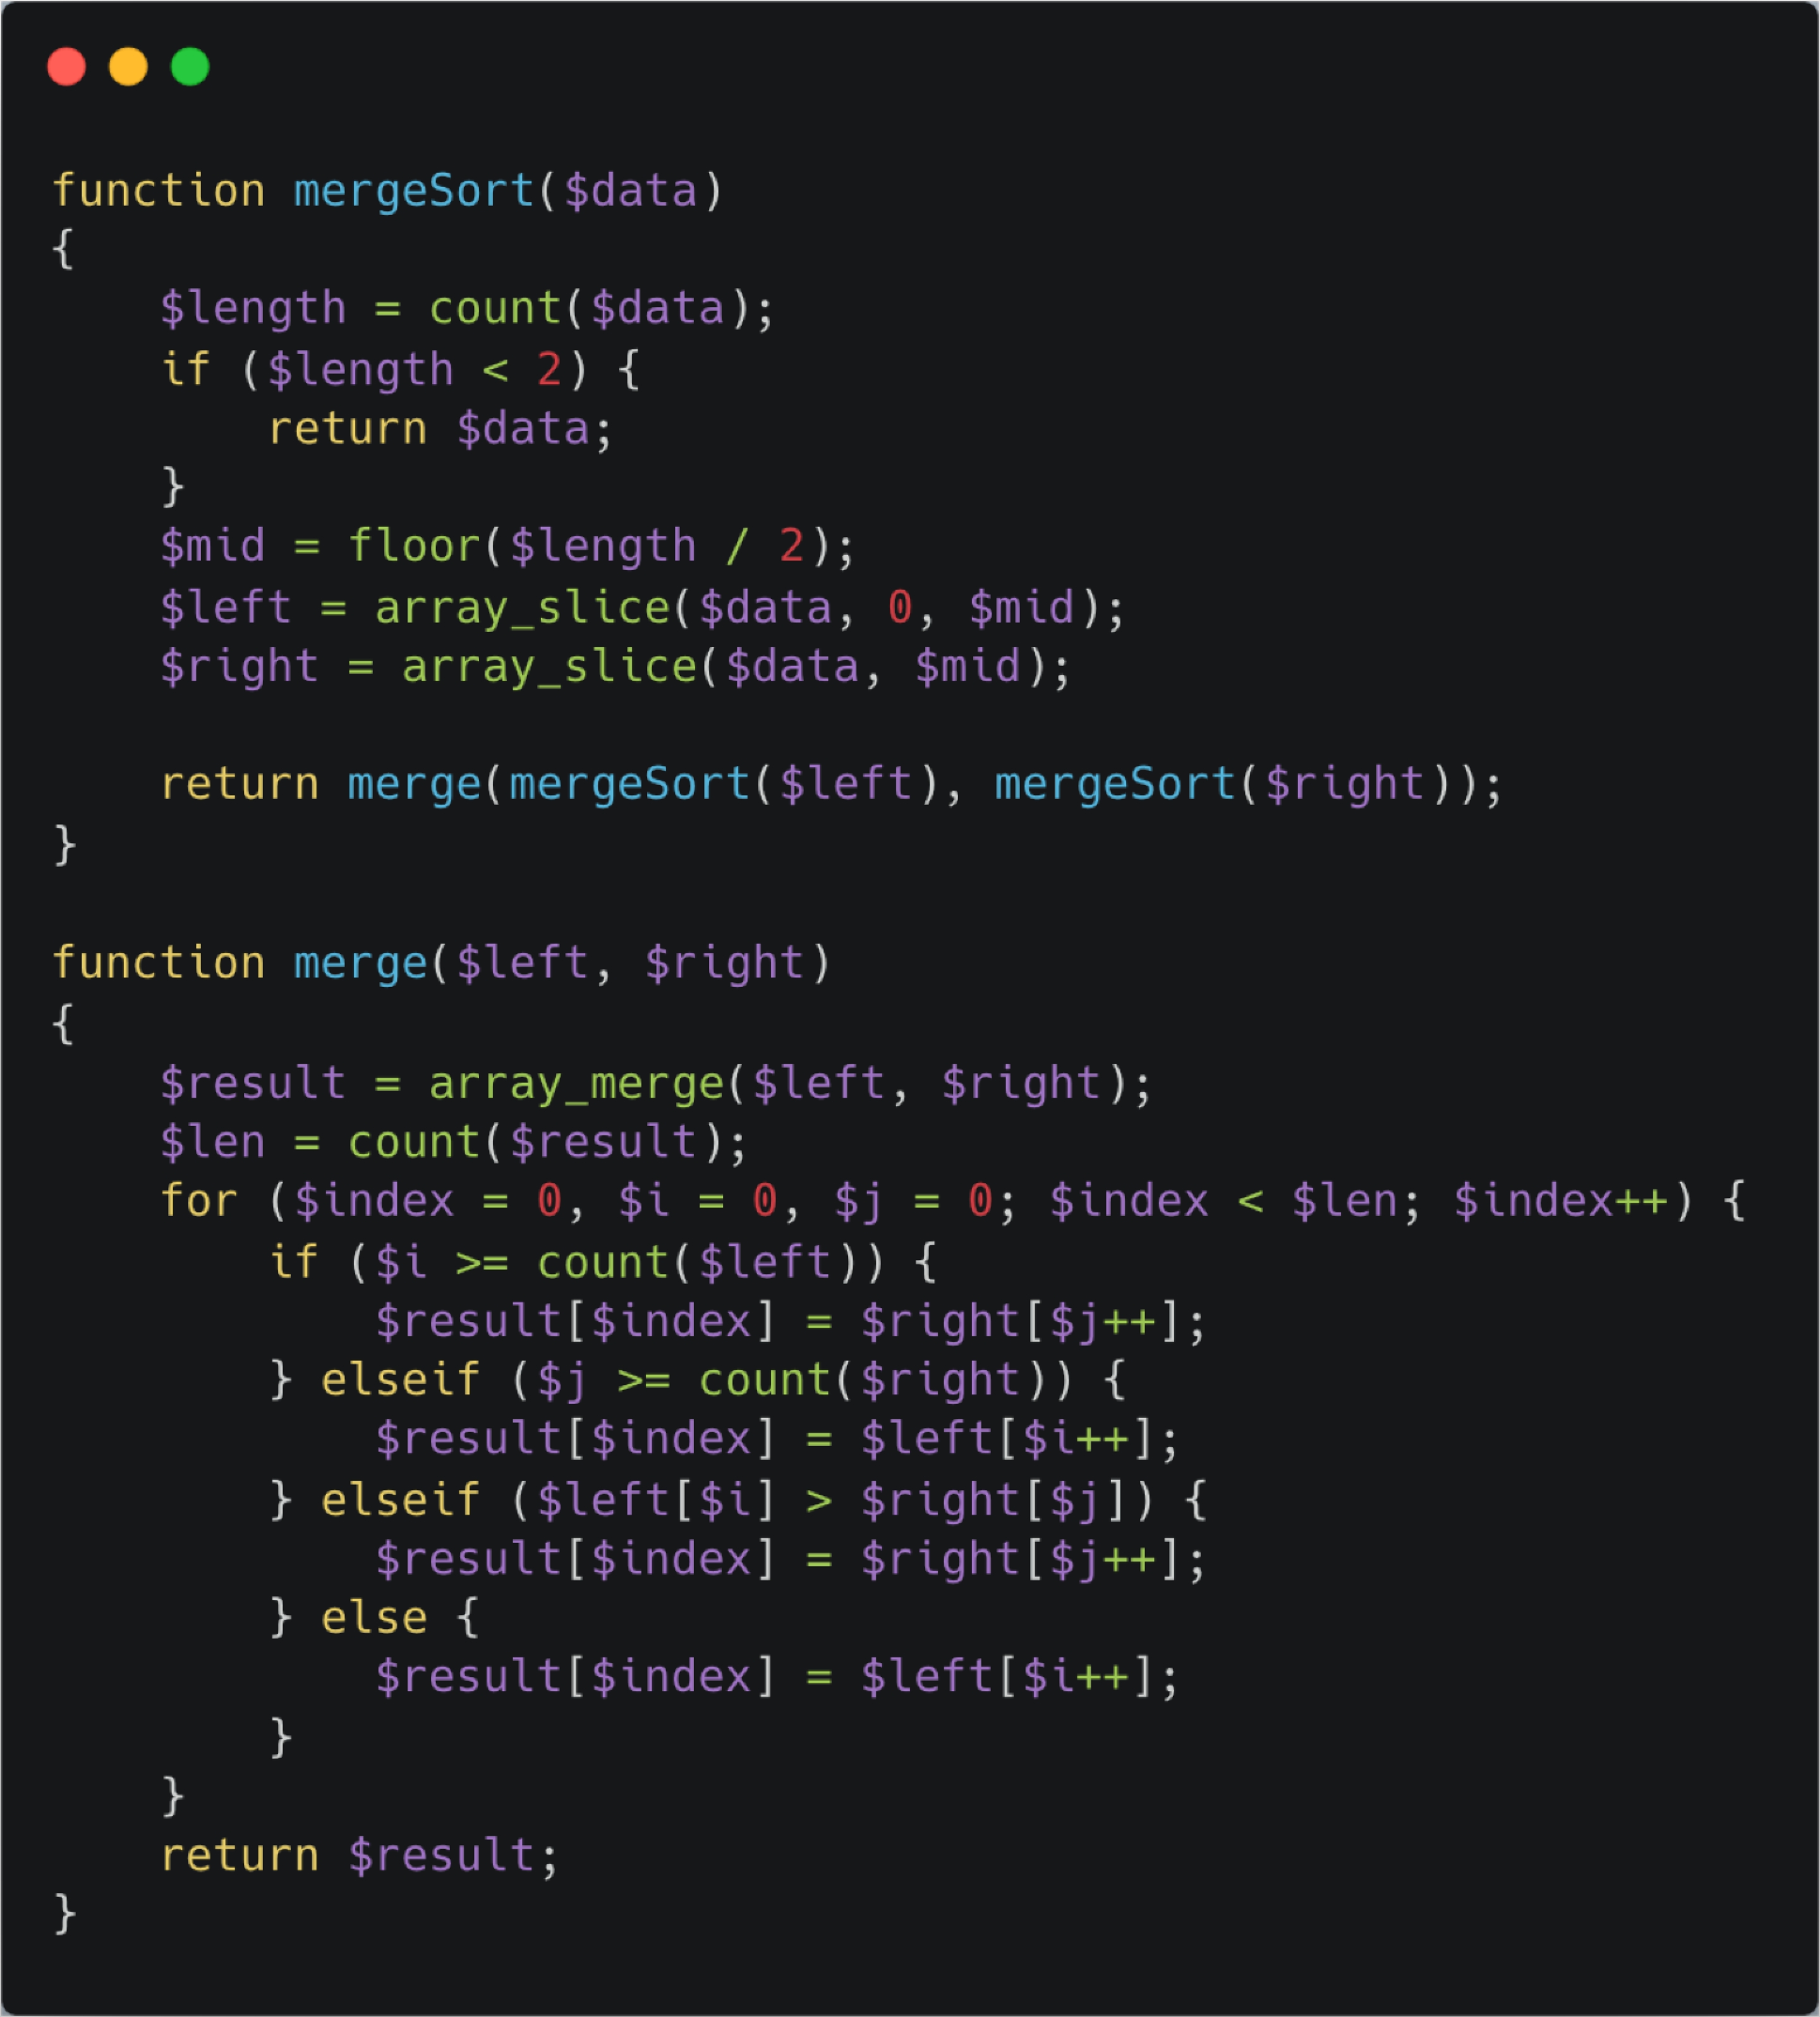 function mergeSort($data)
{
    $length = count($data);
    if ($length < 2) {
        return $data;
    }
    $mid = floor($length / 2);
    $left = array_slice($data, 0, $mid);
    $right = array_slice($data, $mid);

    return merge(mergeSort($left), mergeSort($right));
}

function merge($left, $right)
{
    $result = array_merge($left, $right);
    $len = count($result);
    for ($index = 0, $i = 0, $j = 0; $index < $len; $index++) {
        if ($i >= count($left)) {
            $result[$index] = $right[$j++];
        } elseif ($j >= count($right)) {
            $result[$index] = $left[$i++];
        } elseif ($left[$i] > $right[$j]) {
            $result[$index] = $right[$j++];
        } else {
            $result[$index] = $left[$i++];
        }
    }
    return $result;
}